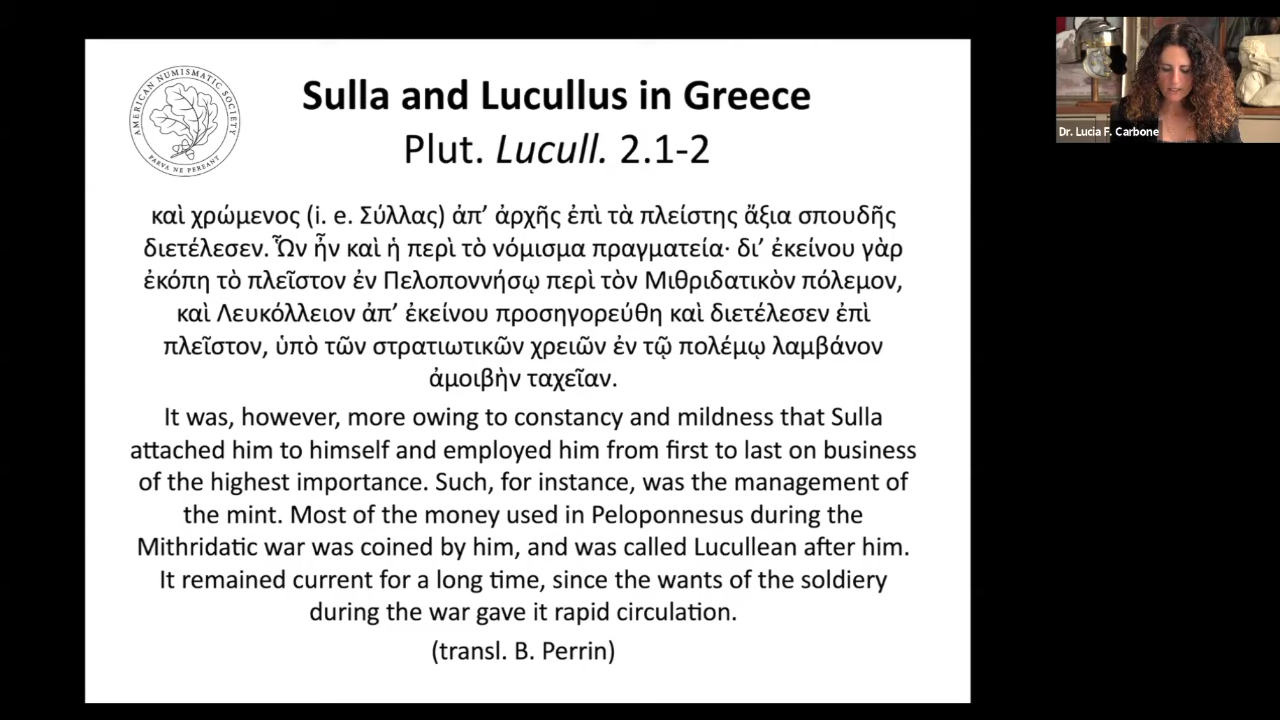 AMERICAN NUMISMATIC SOCIETY
PARVA NE PEREANT
Sulla and Lucullus in Greece
Plut. Lucull. 2.1-2
καὶ χρώμενος (i. e. Σύλλας) ἀπ’ ἀρχῆς ἐπὶ τὰ πλείστης ἄξια σπουδῆς
διετέλεσεν. Ὧν ἦν καὶ ἡ περὶ τὸ νόμισμα πραγματεία· δι’ ἐκείνου γὰρ
ἐκόπη τὸ πλεῖστον ἐν Πελοποννήσῳ περὶ τὸν Μιθριδατικὸν πόλεμον,
καὶ Λευκόλλειον ἀπ’ ἐκείνου προσηγορεύθη καὶ διετέλεσεν ἐπὶ
πλεῖστον, ὑπὸ τῶν στρατιωτικῶν χρειῶν ἐν τῷ πολέμῳ λαμβάνον
ἀμοιβὴν ταχεῖαν.
It was, however, more owing to constancy and mildness that Sulla
attached him to himself and employed him from first to last on business
of the highest importance. Such, for instance, was the management of
the mint. Most of the money used in Peloponnesus during the
Mithridatic war was coined by him, and was called Lucullean after him.
It remained current for a long time, since the wants of the soldiery
during the war gave it rapid circulation.
(transl. B. Perrin)
Dr. Lucia F. Carbone